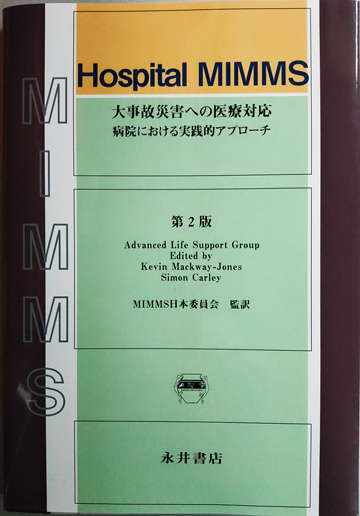 Hospital MIMMS
大事故災害への医療対応
病院における実践的アプローチ
MIMMS
第2版
Advanced Life Support Group
Edited by
Kevin Mackway-Jones
Simon Carley
MIMMS日本委員会 監訳
永井書店